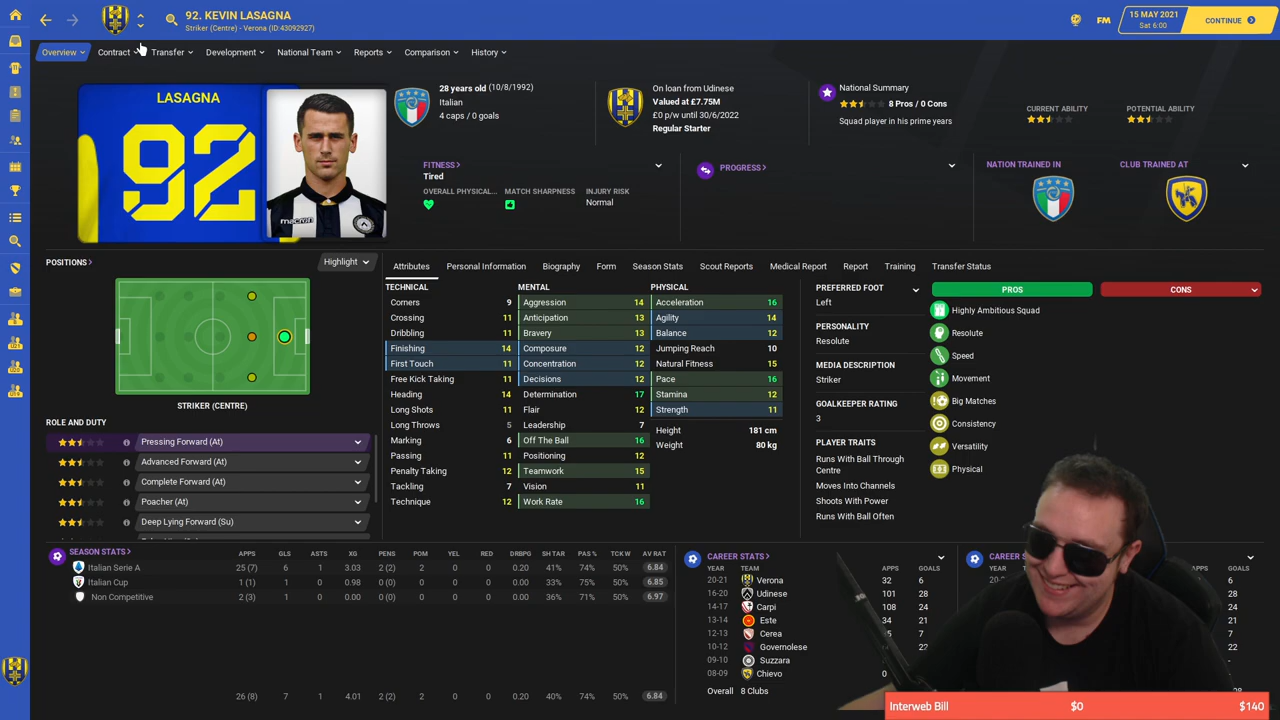 92. KEVIN LASAGNA
Striker (Centre) - Verona (ID:43092927)
FM
15 MAY 2021
Sat 6:00
CONTINUE
Overview
Contract
Transfer
Development
National Team
Reports
Comparison
History
LASAGNA
92
macron
28 years old (10/8/1992)
Italian
4 caps / 0 goals
On loan from Udinese
Valued at £7.75M
£0 p/w until 30/6/2022
Regular Starter
National Summary
8 Pros / 0 Cons
Squad player in his prime years
CURRENT ABILITY
POTENTIAL ABILITY
FITNESS
Tired
OVERALL PHYSICAL...
MATCH SHARPNESS
INJURY RISK
Normal
PROGRESS
NATION TRAINED IN
CLUB TRAINED AT
POSITIONS
Highlight
STRIKER (CENTRE)
ROLE AND DUTY
Pressing Forward (At)
Advanced Forward (At)
Complete Forward (At)
Poacher (At)
Deep Lying Forward (Su)
Attributes
Personal Information
Biography
Form
Season Stats
Scout Reports
Medical Report
Report
Training
Transfer Status
TECHNICAL
Corners 9
Crossing 11
Dribbling 11
Finishing 14
First Touch 11
Free Kick Taking 11
Heading 14
Long Shots 11
Long Throws 5
Marking 6
Passing 11
Penalty Taking 12
Tackling 7
Technique 12
MENTAL
Aggression 14
Anticipation 13
Bravery 13
Composure 12
Concentration 12
Decisions 12
Determination 17
Flair 12
Leadership 7
Off The Ball 16
Positioning 12
Teamwork 15
Vision 11
Work Rate 16
PHYSICAL
Acceleration 16
Agility 14
Balance 12
Jumping Reach 10
Natural Fitness 15
Pace 16
Stamina 12
Strength 11
Height 181 cm
Weight 80 kg
PREFERRED FOOT
Left
PERSONALITY
Resolute
MEDIA DESCRIPTION
Striker
GOALKEEPER RATING
3
PLAYER TRAITS
Runs With Ball Through
Centre
Moves Into Channels
Shoots With Power
Runs With Ball Often
PROS
CONS
Highly Ambitious Squad
Resolute
Speed
Movement
Big Matches
Consistency
Versatility
Physical
SEASON STATS APPS GLS ASTS XG PENS POM YEL RED DRBPG SH TAR PAS % TCK W AV RAT
Italian Serie A 25 (7) 6 1 3.03 2 (2) 2 0 0 0.20 41% 74% 50% 6.84
Italian Cup 1 (1) 1 0 0.98 0 (0) 0 0 0 0.00 33% 75% 50% 6.85
Non Competitive 2 (3) 1 0 0.00 0 (0) 0 0 0 0.00 36% 71% 50% 6.97
26 (8) 7 1 4.01 2 (2) 2 0 0 0.20 40% 74% 50% 6.84
CAREER STATS
YEAR TEAM APPS GOALS
20-21 Verona 32 6
16-20 Udinese 101 28
14-17 Carpi 108 24
13-14 Este 34 21
12-13 Cerea 7
10-12 Governolese 22
09-10 Suzzara
08-09 Chievo 0
Overall 8 Clubs
CAREER
YEAR
APPS GOALS
6
28
24
21
7
22
-
Interweb Bill $0 $140